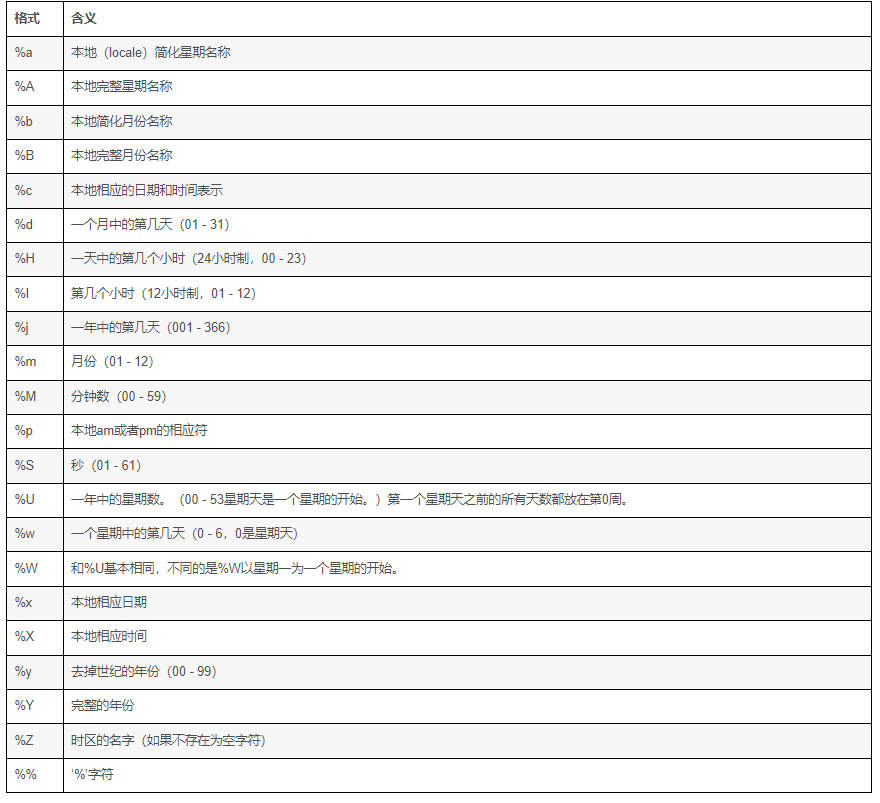 格式 含义
%a 本地（locale）简化星期名称
%A 本地完整星期名称
%b 本地简化月份名称
%B 本地完整月份名称
%c 本地相应的日期和时间表示
%d 一个月中的第几天（01 - 31）
%H 一天中的第几个小时（24小时制，00 - 23）
%I 第几个小时（12小时制，01 - 12）
%j 一年中的第几天（001 - 366）
%m 月份（01 - 12）
%M 分钟数（00 - 59）
%p 本地am或者pm的相应符
%S 秒（01 - 61）
%U 一年中的星期数。（00 - 53星期天是一个星期的开始。）第一个星期天之前的所有天数都放在第0周。
%w 一个星期中的第几天（0 - 6，0是星期天）
%W 和%U基本相同，不同的是%W以星期一为一个星期的开始。
%x 本地相应日期
%X 本地相应时间
%y 去掉世纪的年份（00 - 99）
%Y 完整的年份
%Z 时区的名字（如果不存在为空字符）
%% ‘%’字符